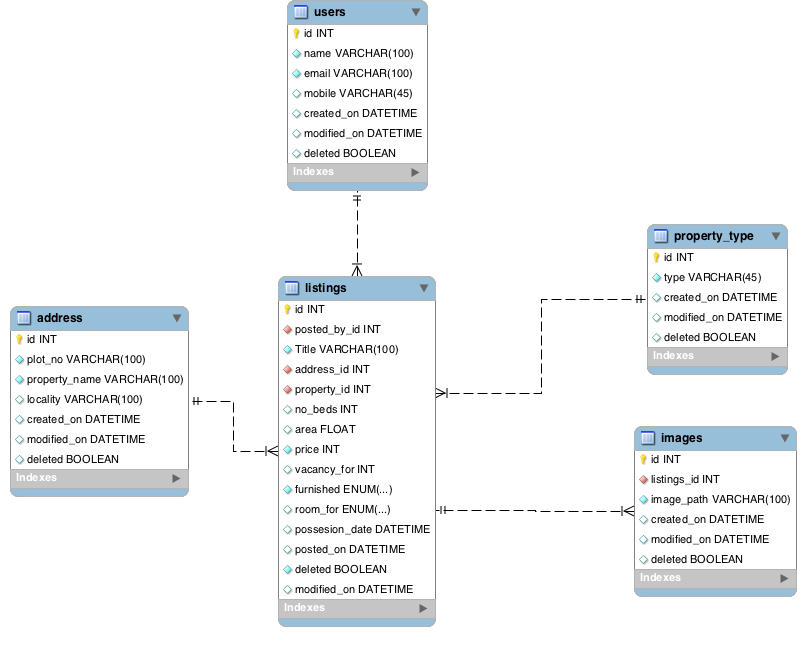 users
id INT
name VARCHAR(100)
email VARCHAR(100)
mobile VARCHAR(45)
created_on DATETIME
modified_on DATETIME
deleted BOOLEAN
Indexes
property_type
id INT
type VARCHAR(45)
created_on DATETIME
modified_on DATETIME
deleted BOOLEAN
Indexes
listings
id INT
posted_by_id INT
Title VARCHAR(100)
address_id INT
property_id INT
no_beds INT
area FLOAT
price INT
vacancy_for INT
furnished ENUM(...)
room_for ENUM(...)
possesion_date DATETIME
posted_on DATETIME
deleted BOOLEAN
modified_on DATETIME
Indexes
address
id INT
plot_no VARCHAR(100)
property_name VARCHAR(100)
locality VARCHAR(100)
created_on DATETIME
modified_on DATETIME
deleted BOOLEAN
Indexes
images
id INT
listings_id INT
image_path VARCHAR(100)
created_on DATETIME
modified_on DATETIME
deleted BOOLEAN
Indexes